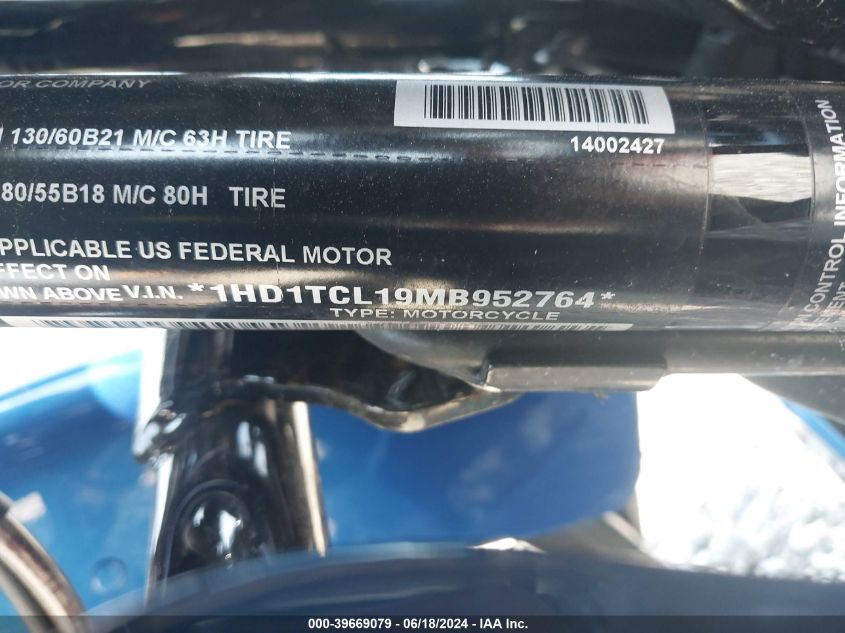 OR COMPANY
14002427
130/60B21 M/C 63H TIRE
80/55B18 M/C 80H TIRE
PPLICABLE US FEDERAL MOTOR
EFFECT ON
WN ABOVE V.I.N. *1HD1TCL19MB952764*
TYPE: MOTORCYCLE
CONTROL INFORMATION
000-39669079 - 06/18/2024 - IAA Inc.